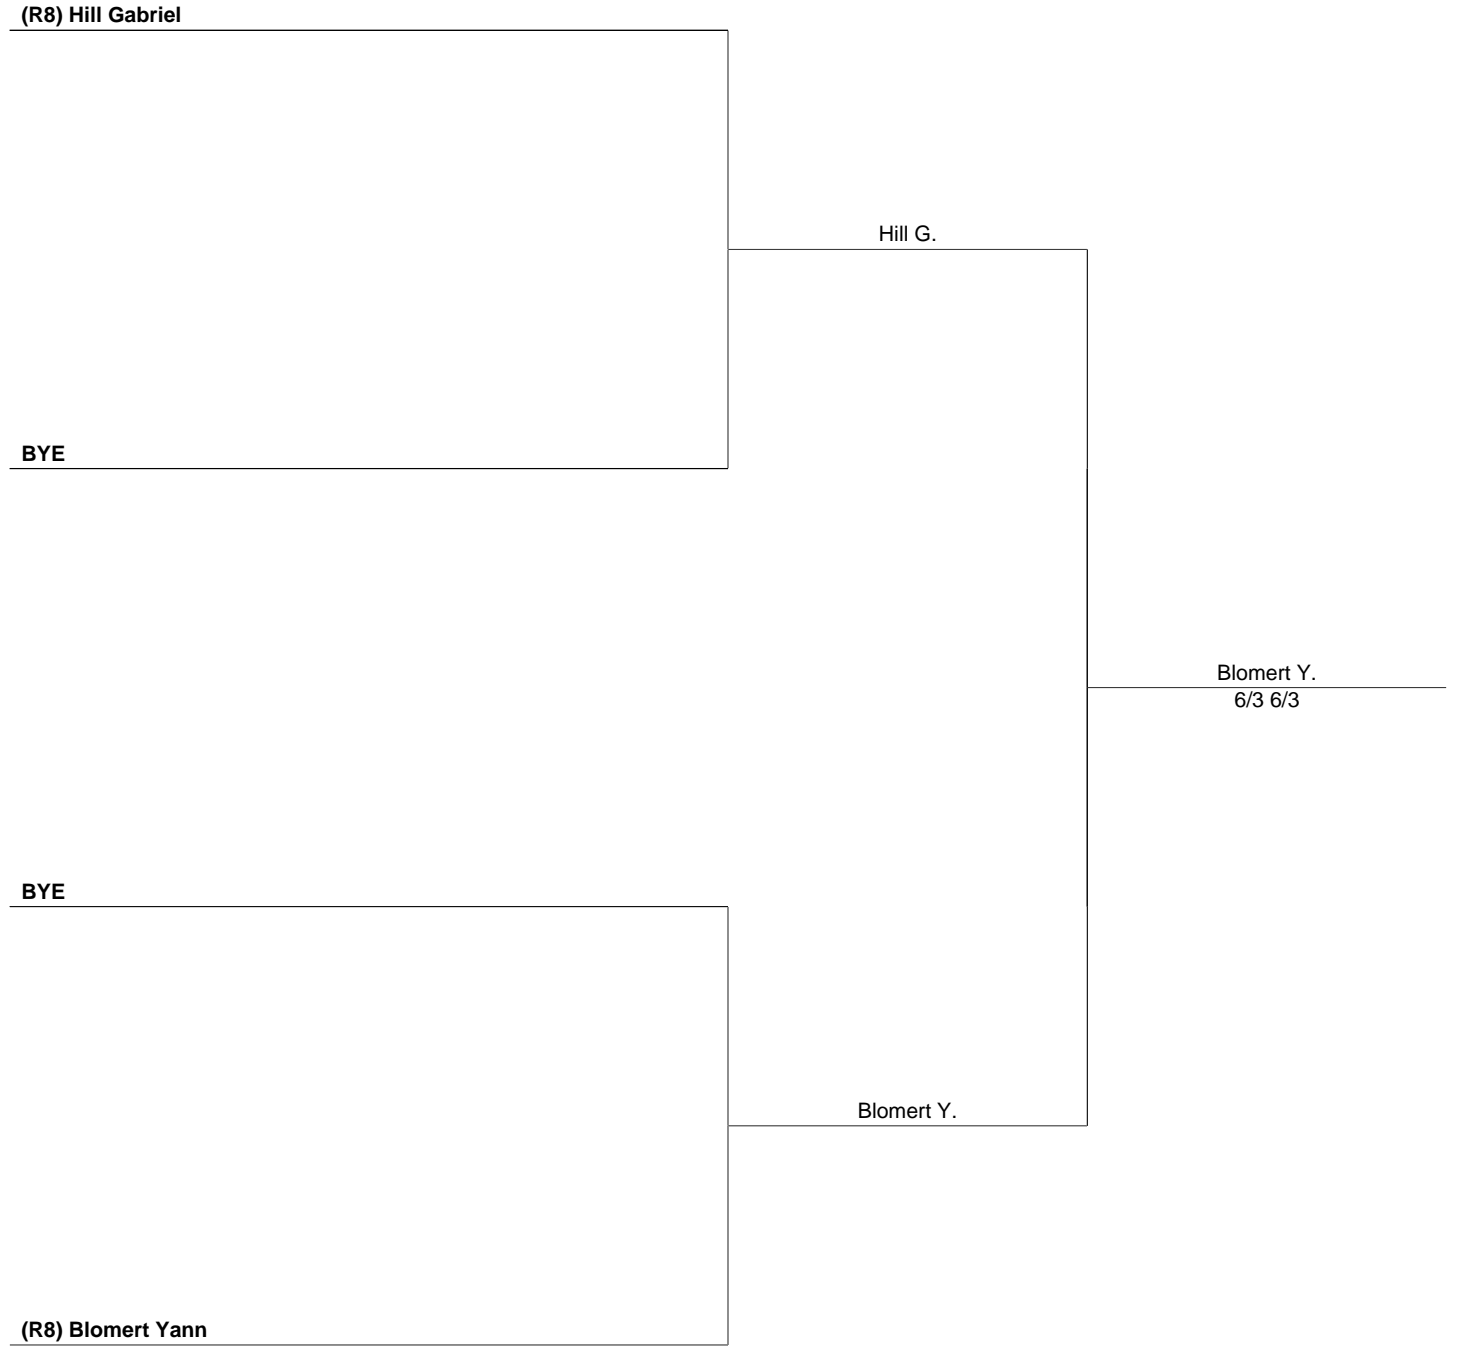 (R8) Hill Gabriel
Hill G.
BYE
Blomert Y.
6/3 6/3
BYE
Blomert Y.
(R8) Blomert Yann